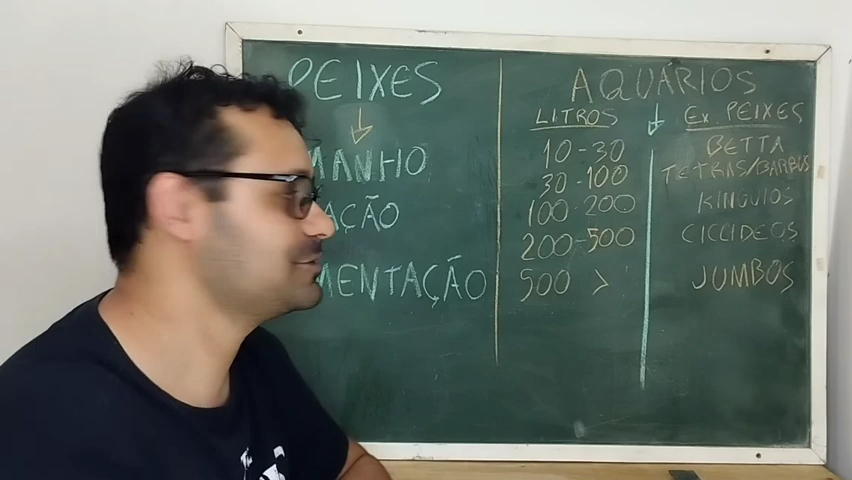 PEIXES
MANHO
AÇÃO
MENTAÇÃO
AQUÁRIOS
LITROS
Ex. PEIXES
10-30
BETTA
30-100
TETRAS/BARBUS
100-200
KINGUIOS
200-500
CICLIDEOS
500 >
JUMBOS